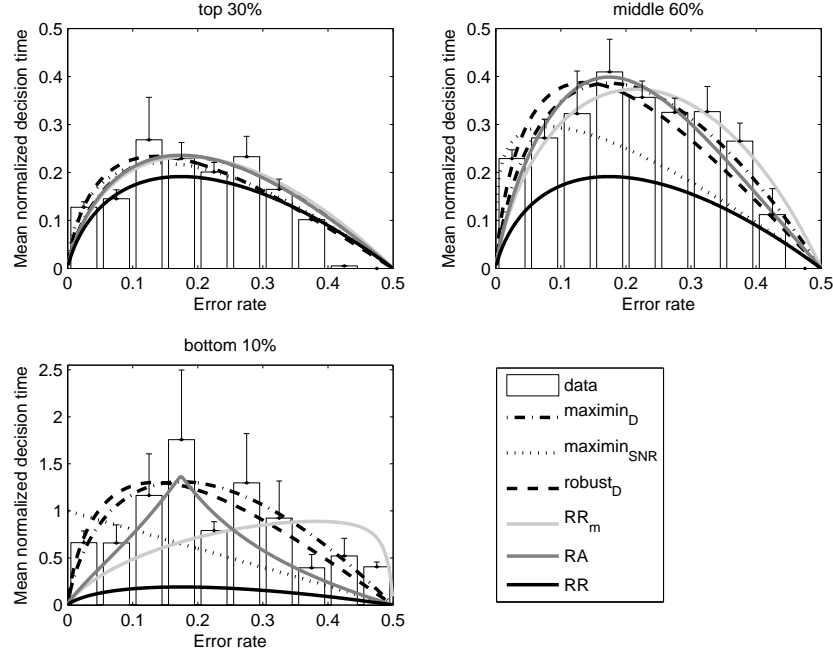 top 30%
Mean normalized decision time
0.5
0.4
0.3
0.2
0.1
0
0 0.1 0.2 0.3 0.4 0.5
Error rate
middle 60%
Mean normalized decision time
0.5
0.4
0.3
0.2
0.1
0
0 0.1 0.2 0.3 0.4 0.5
Error rate
bottom 10%
Mean normalized decision time
2.5
2
1.5
1
0.5
0
0 0.1 0.2 0.3 0.4 0.5
Error rate
data
maximin_D
maximin_SNR
robust_D
RR_m
RA
RR